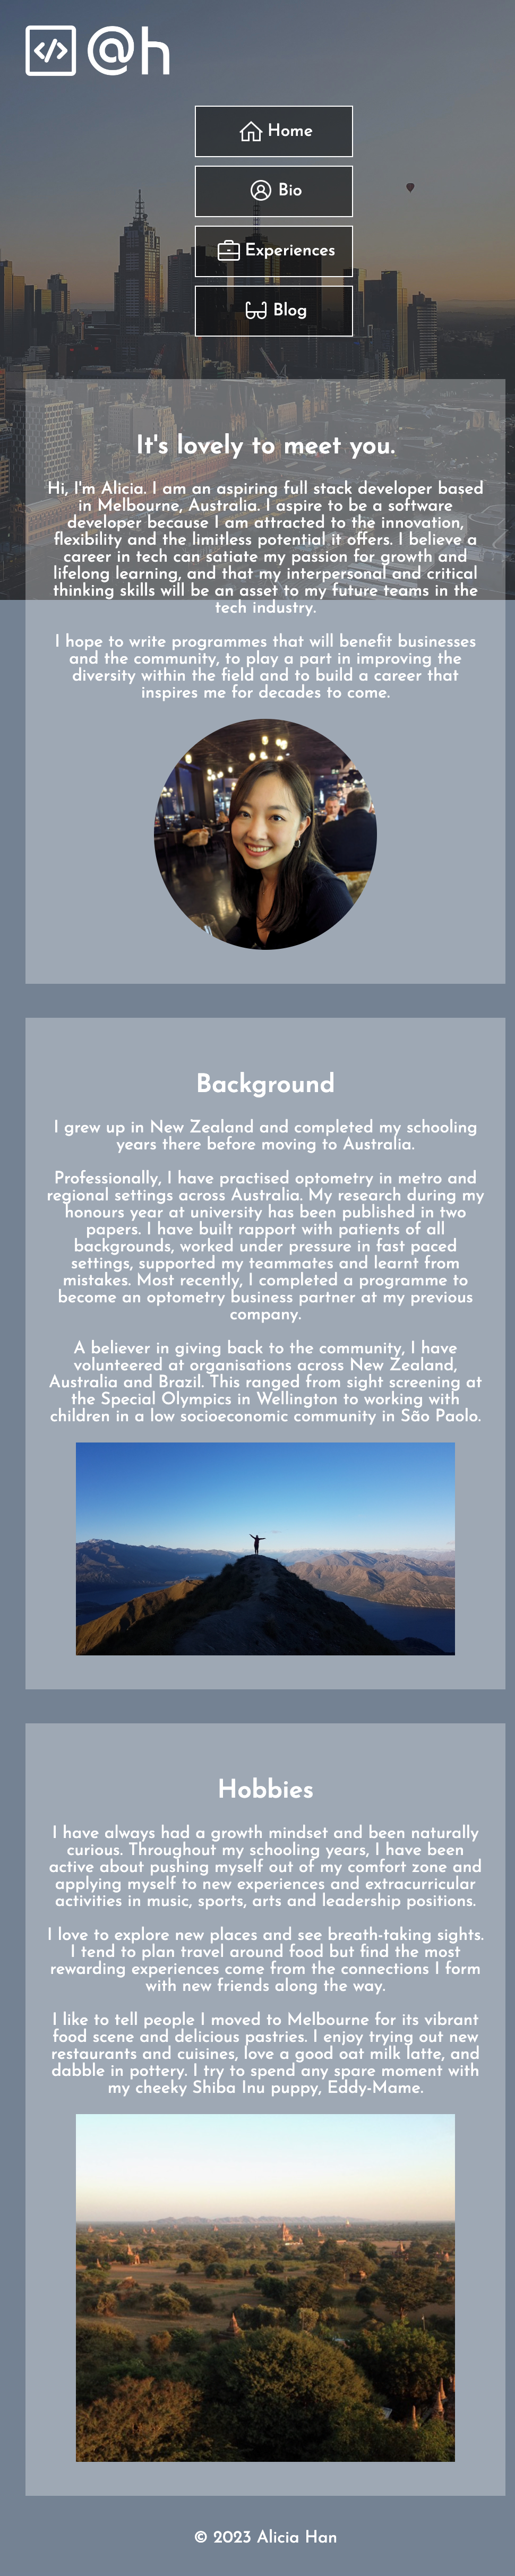 </> @h
Home
Bio
Experiences
Blog
It's lovely to meet you.
Hi, I'm Alicia. I am an aspiring full stack developer based
in Melbourne, Australia. I aspire to be a software
developer because I am attracted to the innovation,
flexibility and the limitless potential it offers. I believe a
career in tech can satiate my passion for growth and
lifelong learning, and that my interpersonal and critical
thinking skills will be an asset to my future teams in the
tech industry.
I hope to write programmes that will benefit businesses
and the community, to play a part in improving the
diversity within the field and to build a career that
inspires me for decades to come.
Background
I grew up in New Zealand and completed my schooling
years there before moving to Australia.
Professionally, I have practised optometry in metro and
regional settings across Australia. My research during my
honours year at university has been published in two
papers. I have built rapport with patients of all
backgrounds, worked under pressure in fast paced
settings, supported my teammates and learnt from
mistakes. Most recently, I completed a programme to
become an optometry business partner at my previous
company.
A believer in giving back to the community, I have
volunteered at organisations across New Zealand,
Australia and Brazil. This ranged from sight screening at
the Special Olympics in Wellington to working with
children in a low socioeconomic community in São Paolo.
Hobbies
I have always had a growth mindset and been naturally
curious. Throughout my schooling years, I have been
active about pushing myself out of my comfort zone and
applying myself to new experiences and extracurricular
activities in music, sports, arts and leadership positions.
I love to explore new places and see breath-taking sights.
I tend to plan travel around food but find the most
rewarding experiences come from the connections I form
with new friends along the way.
I like to tell people I moved to Melbourne for its vibrant
food scene and delicious pastries. I enjoy trying out new
restaurants and cuisines, love a good oat milk latte, and
dabble in pottery. I try to spend any spare moment with
my cheeky Shiba Inu puppy, Eddy-Mame.
© 2023 Alicia Han